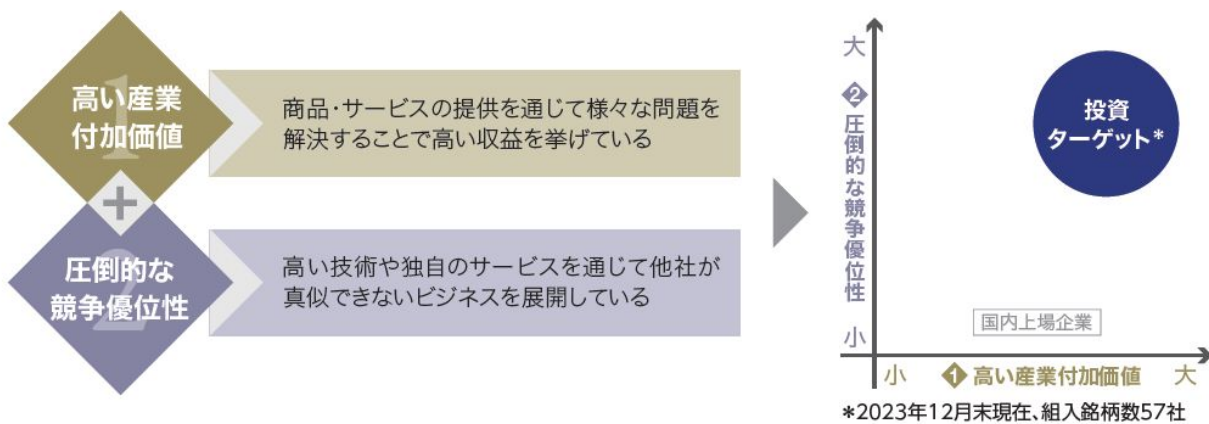 1
高い産業
付加価値
商品・サービスの提供を通じて様々な問題を
解決することで高い収益を挙げている
+
2
圧倒的な
競争優位性
高い技術や独自のサービスを通じて他社が
真似できないビジネスを展開している
大
2 圧倒的な競争優位性
小
投資
ターゲット*
国内上場企業
小 1 高い産業付加価値 大
*2023年12月末現在、組入銘柄数57社